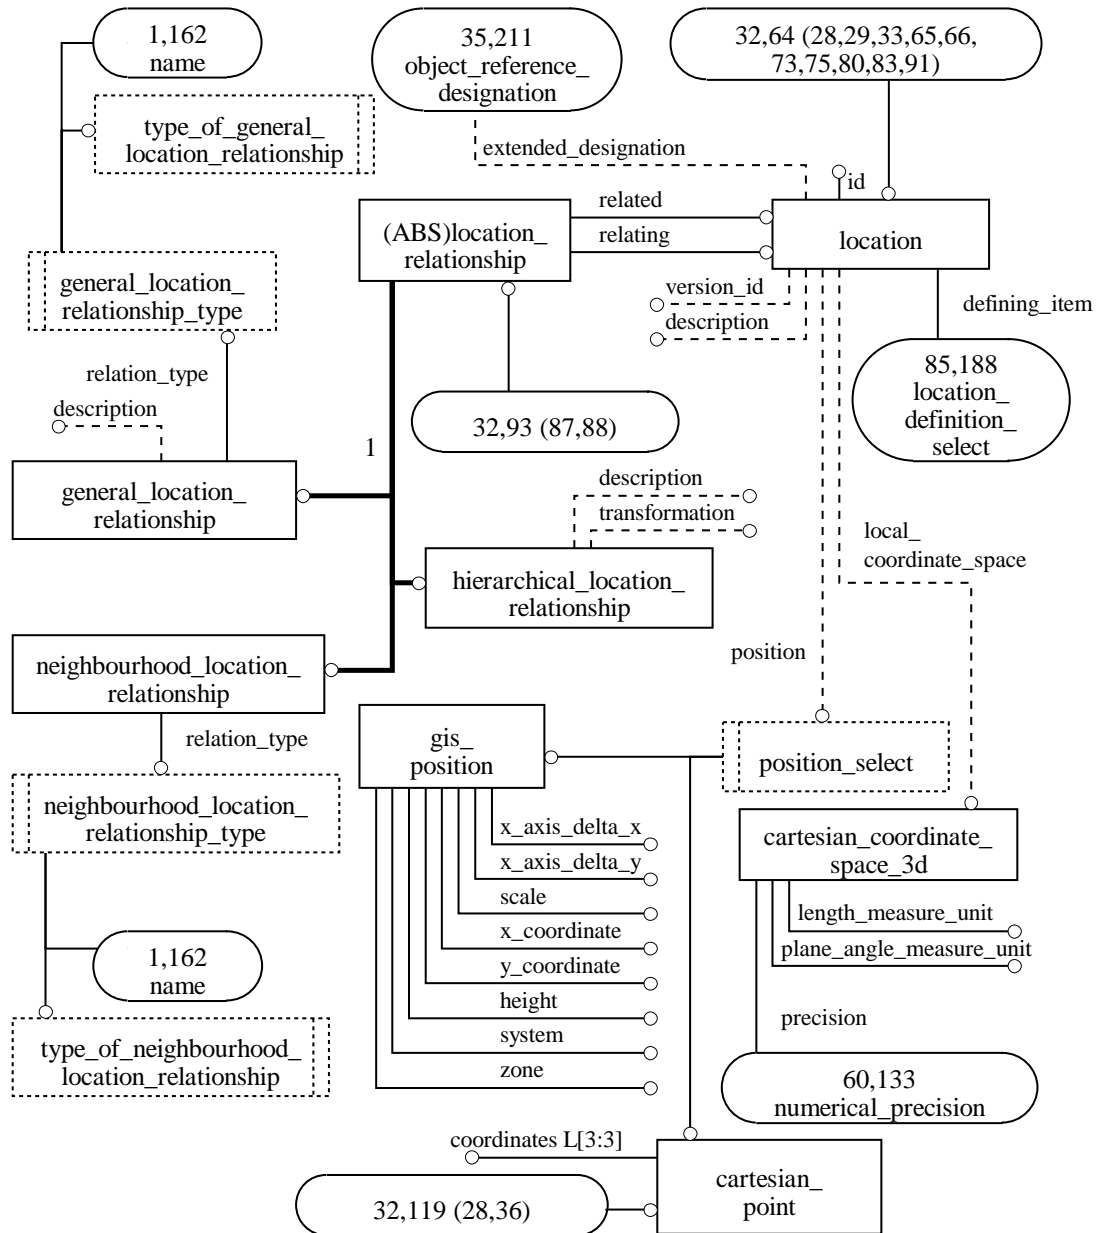 1,162
name
35,211
object_reference_
designation
32,64 (28,29,33,65,66,
73,75,80,83,91)
type_of_general_
location_relationship
extended_designation
id
(ABS)location_
relationship
related
relating
location
general_location_
relationship_type
version_id
description
defining_item
relation_type
description
85,188
location_
definition_
select
32,93 (87,88)
1
general_location_
relationship
description
transformation
local_
coordinate_space
hierarchical_location_
relationship
neighbourhood_location_
relationship
position
relation_type
gis_
position
position_select
neighbourhood_location_
relationship_type
x_axis_delta_x
x_axis_delta_y
scale
x_coordinate
y_coordinate
height
system
zone
cartesian_coordinate_
space_3d
length_measure_unit
plane_angle_measure_unit
1,162
name
precision
type_of_neighbourhood_
location_relationship
60,133
numerical_precision
coordinates L[3:3]
cartesian_
point
32,119 (28,36)